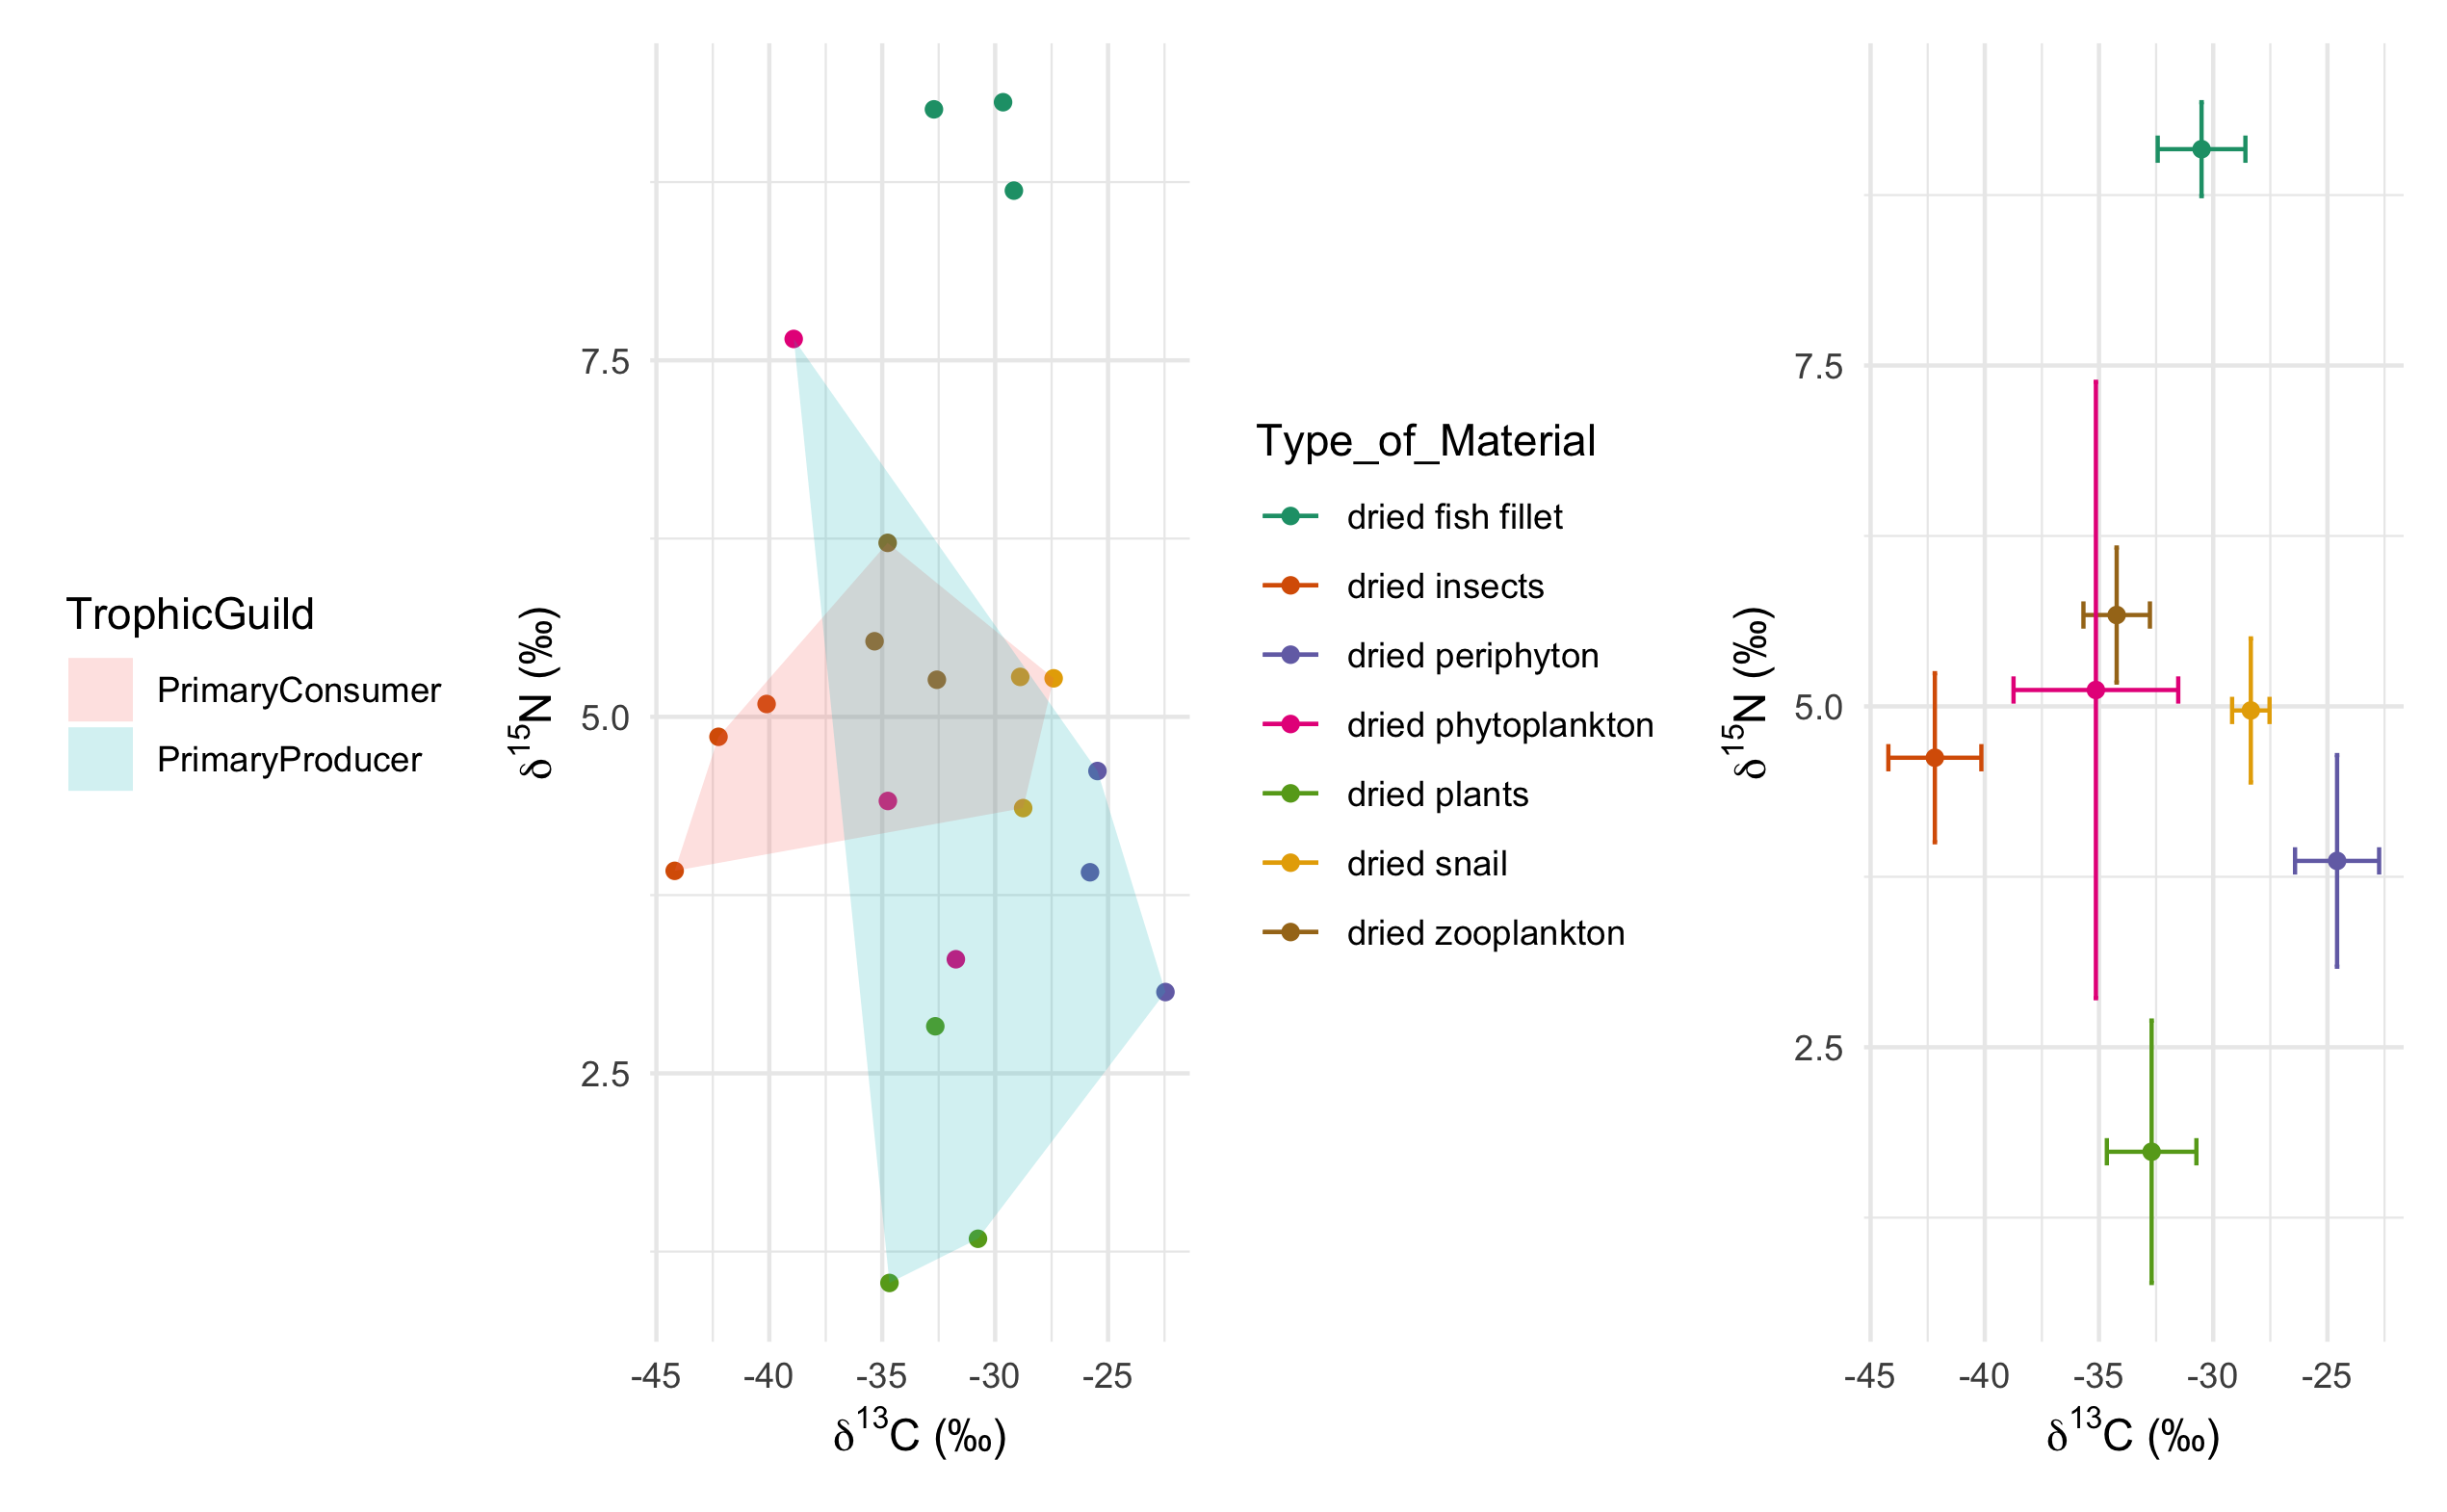 TrophicGuild
PrimaryConsumer
PrimaryProducer
δ15N (‰)
7.5
5.0
2.5
-45 -40 -35 -30 -25
δ13C (‰)
Type_of_Material
dried fish fillet
dried insects
dried periphyton
dried phytoplankton
dried plants
dried snail
dried zooplankton
δ15N (‰)
7.5
5.0
2.5
-45 -40 -35 -30 -25
δ13C (‰)